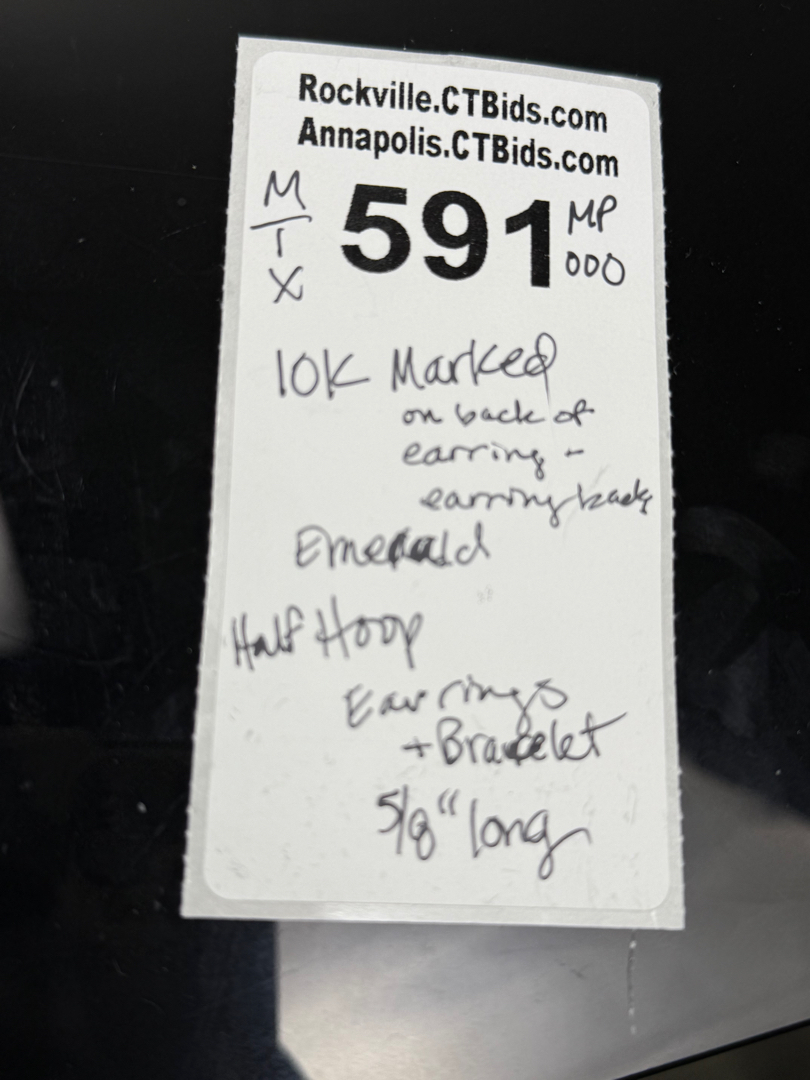 Rockville.CTBids.com
Annapolis.CTBids.com
M
T
X
591
MP
000
10K Marked
on back of
earring -
earring backs
Emerald
Half Hoop
Earrings
+ Bracelet
5/8" long